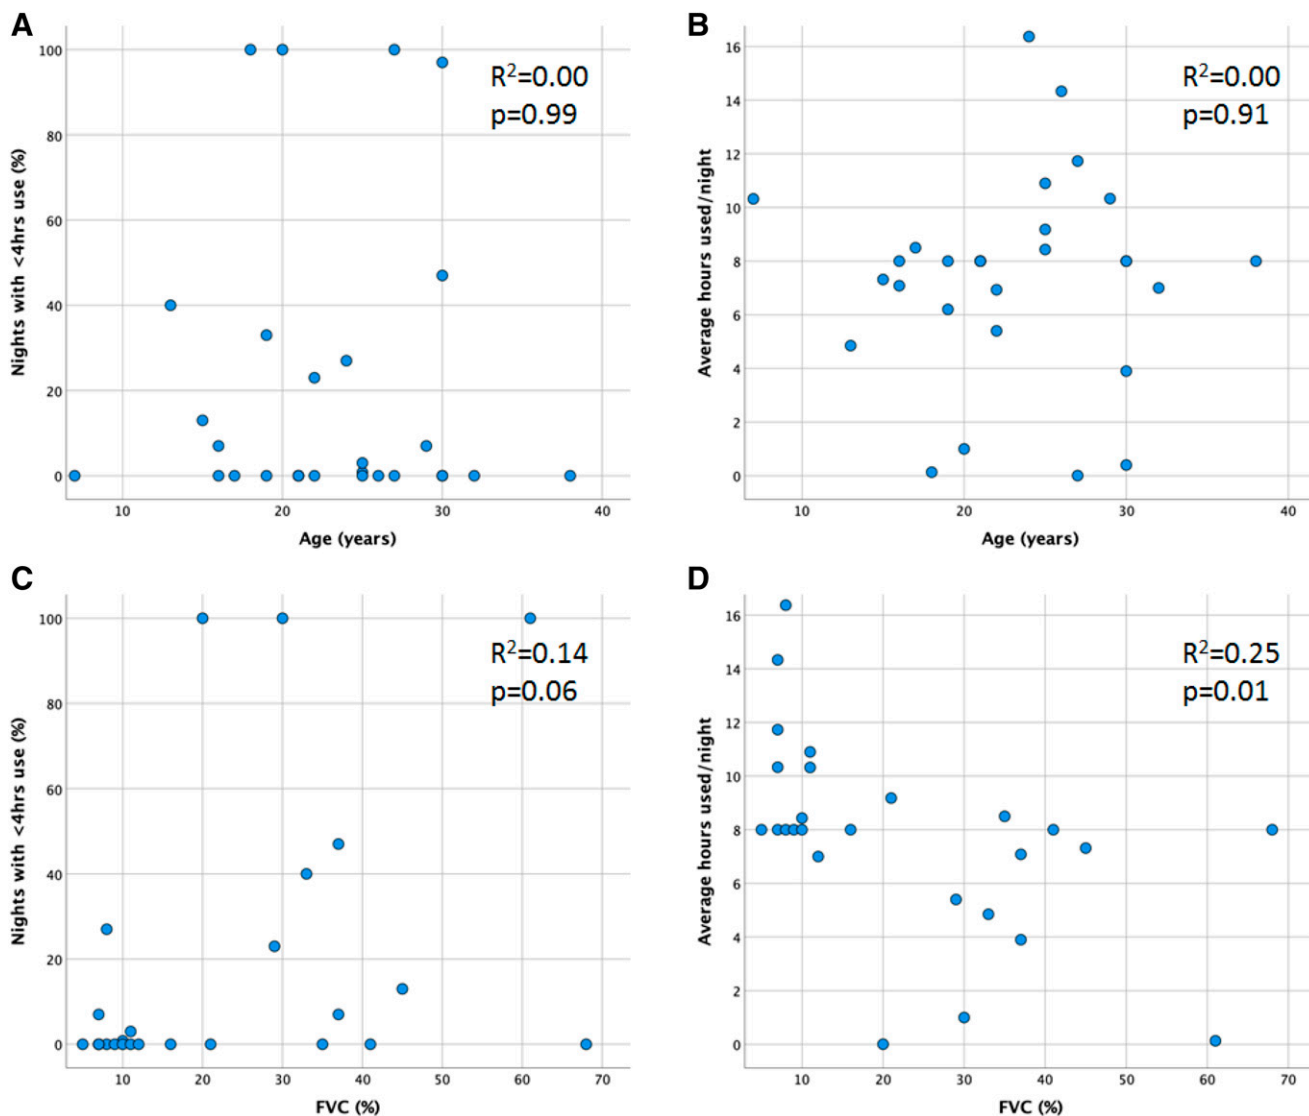 A
Nights with <4hrs use (%)
100
80
60
40
20
0
R²=0.00
p=0.99
10 20 30 40
Age (years)
B
Average hours used/night
16
14
12
10
8
6
4
2
0
R²=0.00
p=0.91
10 20 30 40
Age (years)
C
Nights with <4hrs use (%)
100
80
60
40
20
0
R²=0.14
p=0.06
10 20 30 40 50 60 70
FVC (%)
D
Average hours used/night
16
14
12
10
8
6
4
2
0
R²=0.25
p=0.01
10 20 30 40 50 60 70
FVC (%)